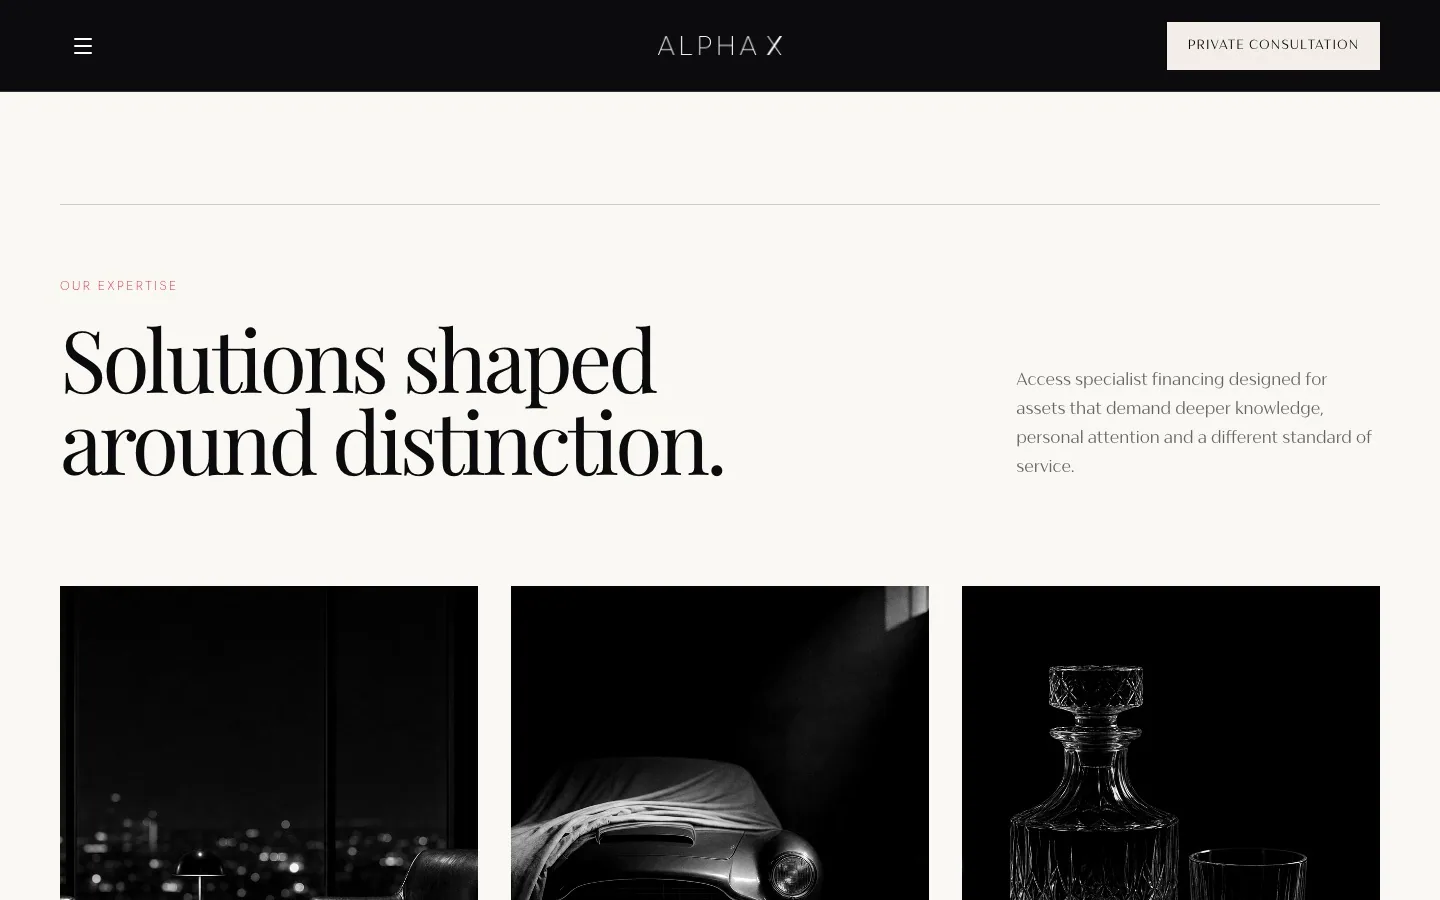 ALPHA X
PRIVATE CONSULTATION
OUR EXPERTISE
Solutions shaped
around distinction.
Access specialist financing designed for
assets that demand deeper knowledge,
personal attention and a different standard of
service.